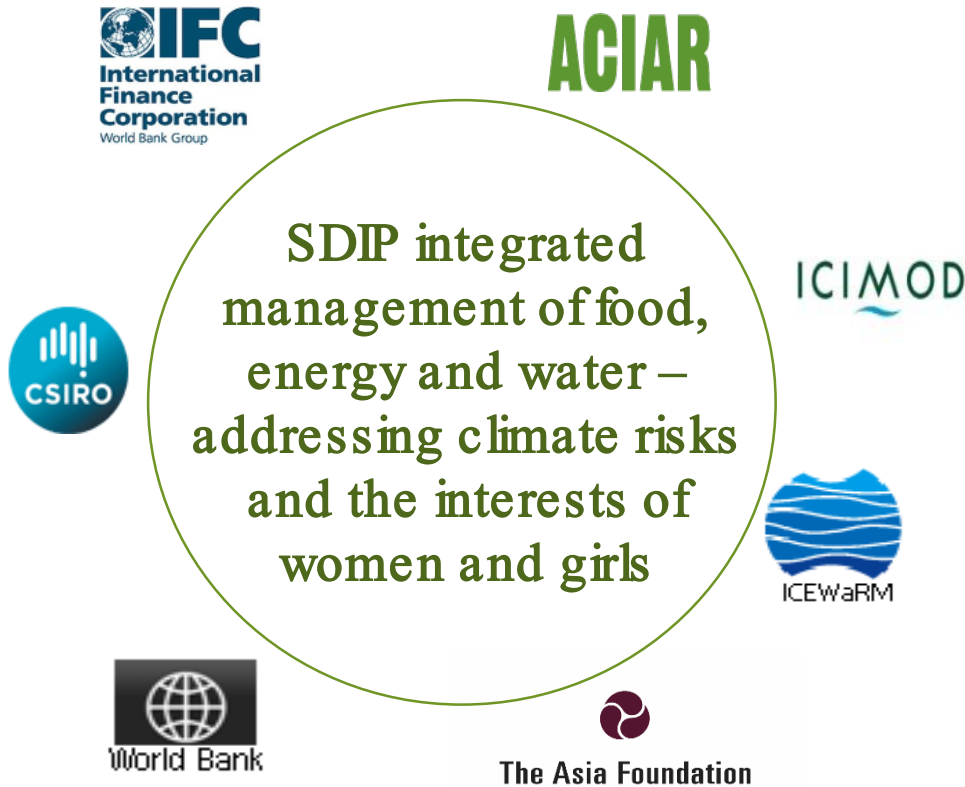 IFC
International
Finance
Corporation
World Bank Group
ACIAR
SDIP integrated
management of food,
energy and water –
addressing climate risks
and the interests of
women and girls
ICIMOD
CSIRO
ICEWaRM
World Bank
The Asia Foundation